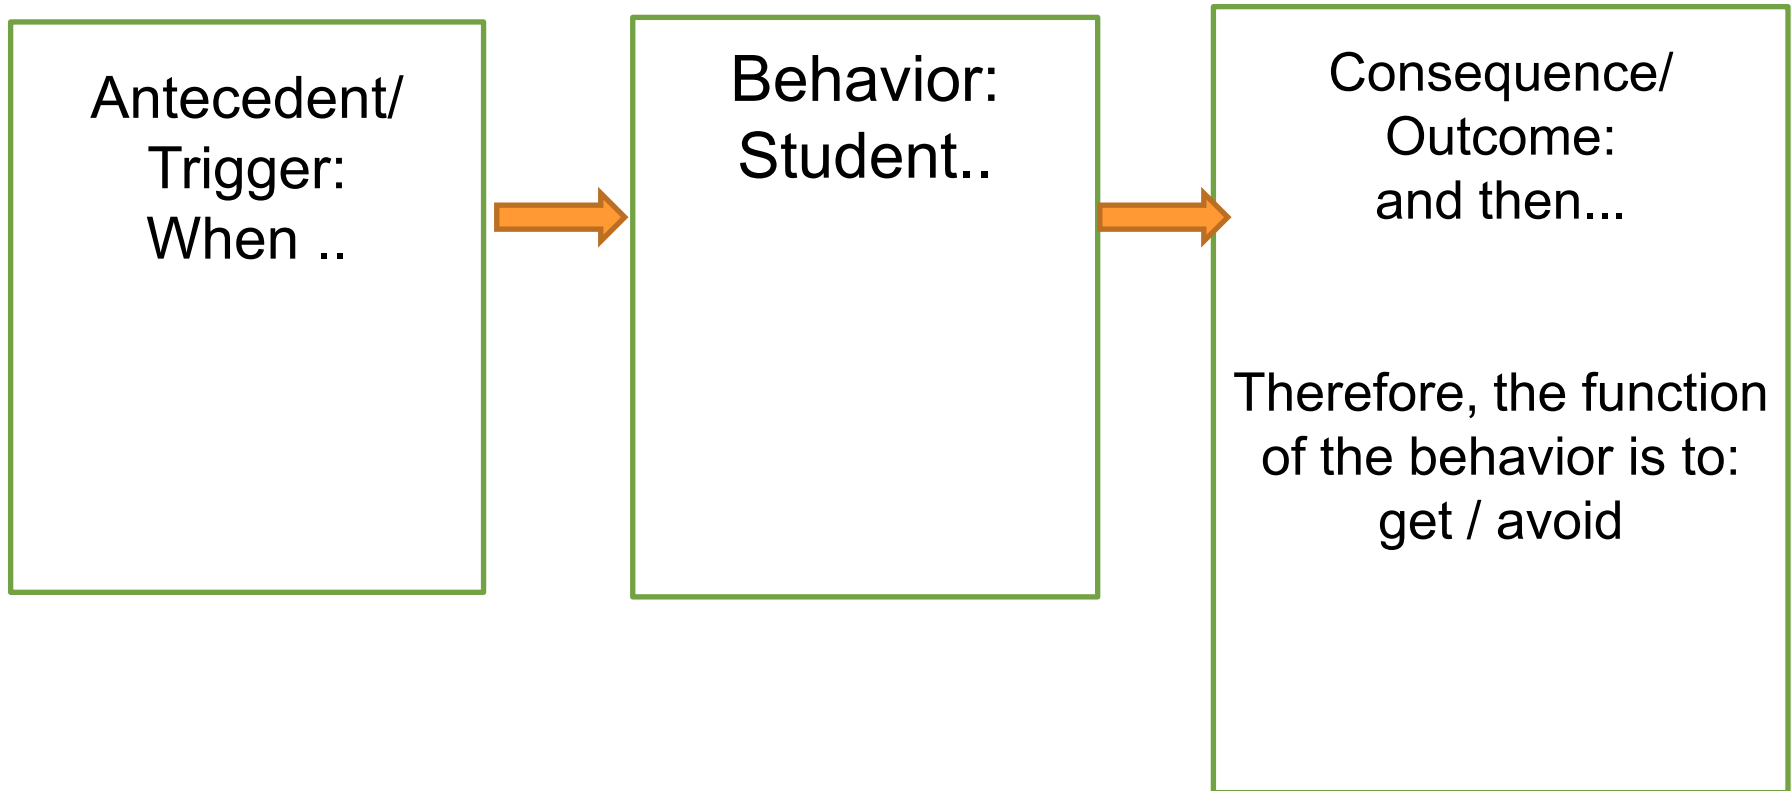 Antecedent/
Trigger:
When ..
Behavior:
Student..
Consequence/
Outcome:
and then...
Therefore, the function
of the behavior is to:
get / avoid